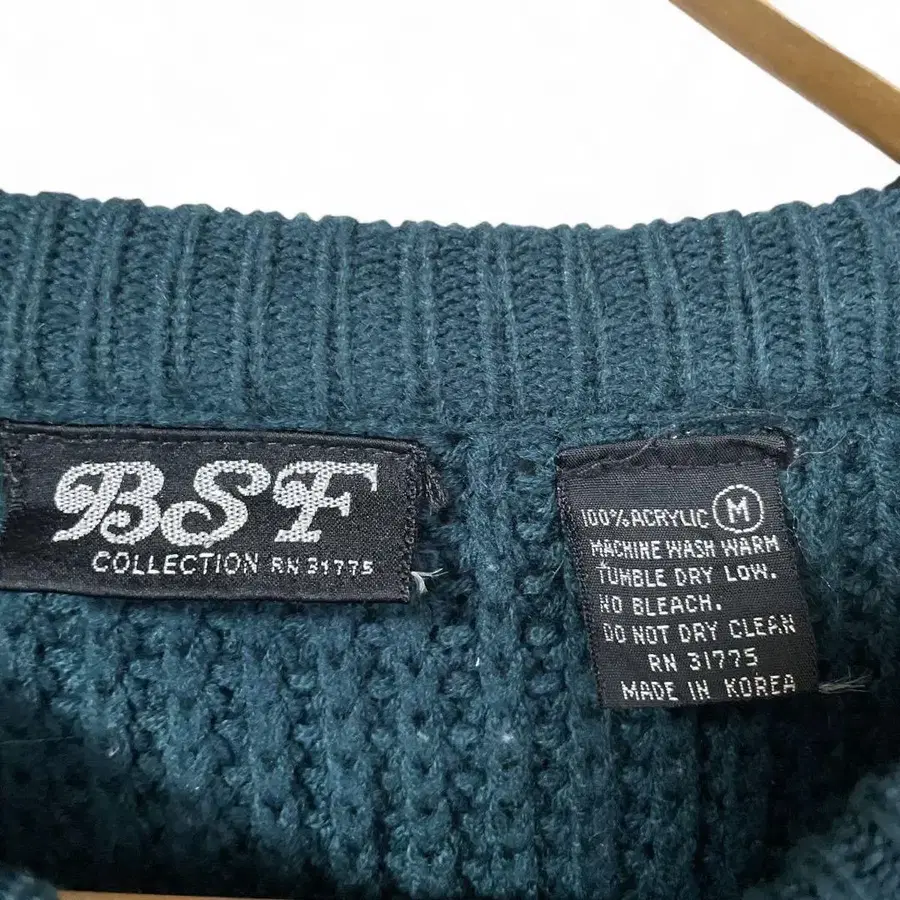 BSF
COLLECTION RN 31775
100% ACRYLIC M
MACHINE WASH WARM
TUMBLE DRY LOW.
NO BLEACH.
DO NOT DRY CLEAN
RN 31775
MADE IN KOREA